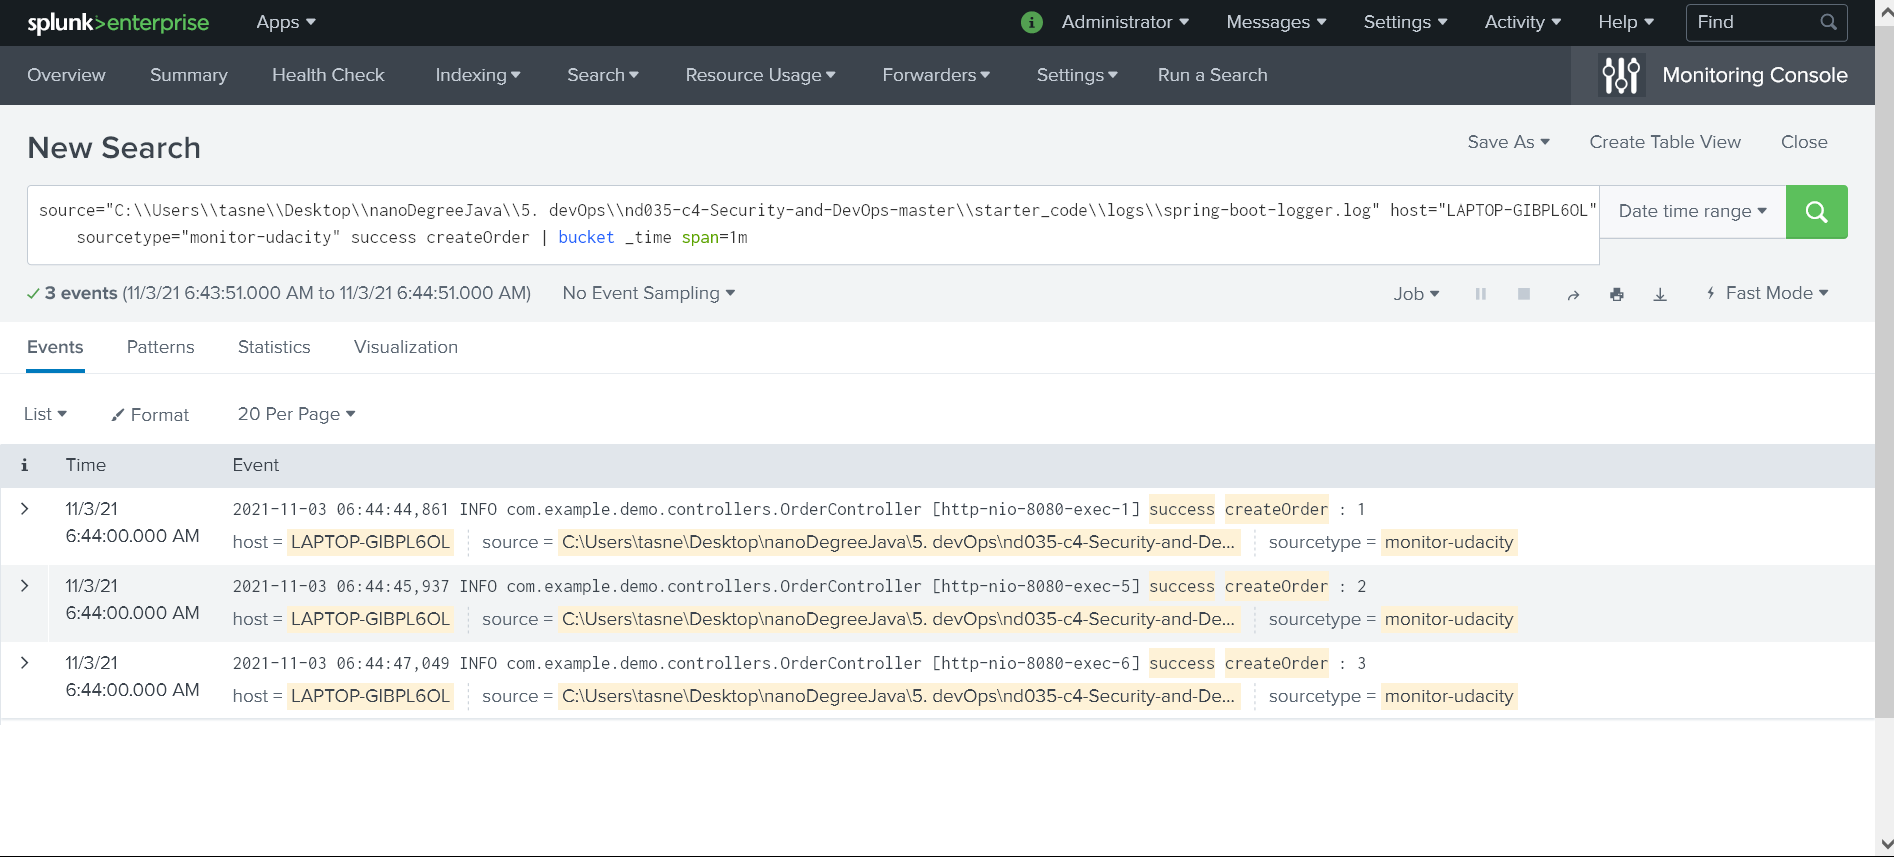 splunk>enterprise Apps Administrator Messages Settings Activity Help Find
Overview Summary Health Check Indexing Search Resource Usage Forwarders Settings Run a Search Monitoring Console
New Search
Save As Create Table View Close
source="C:\\Users\\tasne\\Desktop\\nanoDegreeJava\\5. devOps\\nd035-c4-Security-and-DevOps-master\\starter_code\\logs\\spring-boot-logger.log" host="LAPTOP-GIBPL6OL"
sourcetype="monitor-udacity" success createOrder | bucket _time span=1m
Date time range
3 events (11/3/21 6:43:51.000 AM to 11/3/21 6:44:51.000 AM) No Event Sampling Job Fast Mode
Events Patterns Statistics Visualization
List Format 20 Per Page
i Time Event
11/3/21 2021-11-03 06:44:44,861 INFO com.example.demo.controllers.OrderController [http-nio-8080-exec-1] success createOrder : 1
6:44:00.000 AM host = LAPTOP-GIBPL6OL source = C:\Users\tasne\Desktop\nanoDegreeJava\5. devOps\nd035-c4-Security-and-De... sourcetype = monitor-udacity
11/3/21 2021-11-03 06:44:45,937 INFO com.example.demo.controllers.OrderController [http-nio-8080-exec-5] success createOrder : 2
6:44:00.000 AM host = LAPTOP-GIBPL6OL source = C:\Users\tasne\Desktop\nanoDegreeJava\5. devOps\nd035-c4-Security-and-De... sourcetype = monitor-udacity
11/3/21 2021-11-03 06:44:47,049 INFO com.example.demo.controllers.OrderController [http-nio-8080-exec-6] success createOrder : 3
6:44:00.000 AM host = LAPTOP-GIBPL6OL source = C:\Users\tasne\Desktop\nanoDegreeJava\5. devOps\nd035-c4-Security-and-De... sourcetype = monitor-udacity